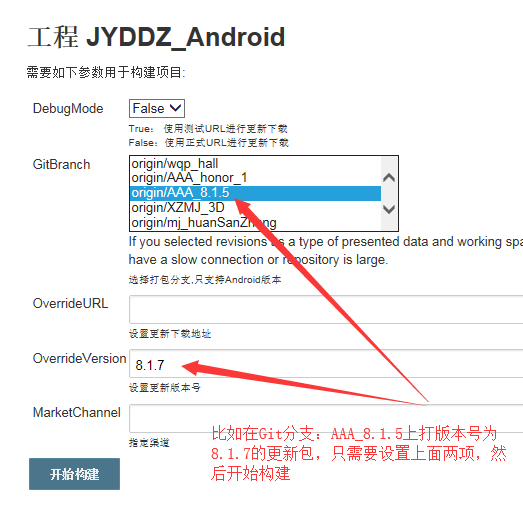 工程 JYDDZ_Android
需要如下参数用于构建项目:
DebugMode
False
True： 使用测试URL进行更新下载
False：使用正式URL进行更新下载
GitBranch
origin/wqp_hall
origin/AAA_honor_1
origin/AAA_8.1.5
origin/XZMJ_3D
origin/mj_huanSanZhang
If you selected revisions as a type of presented data and working spa
have a slow connection or repository is large.
选择打包分支,只支持Android版本
OverrideURL
设置更新下载地址
OverrideVersion
8.1.7
设置更新版本号
MarketChannel
指定渠道
比如在Git分支：AAA_8.1.5上打版本号为
8.1.7的更新包，只需要设置上面两项，然
后开始构建
开始构建